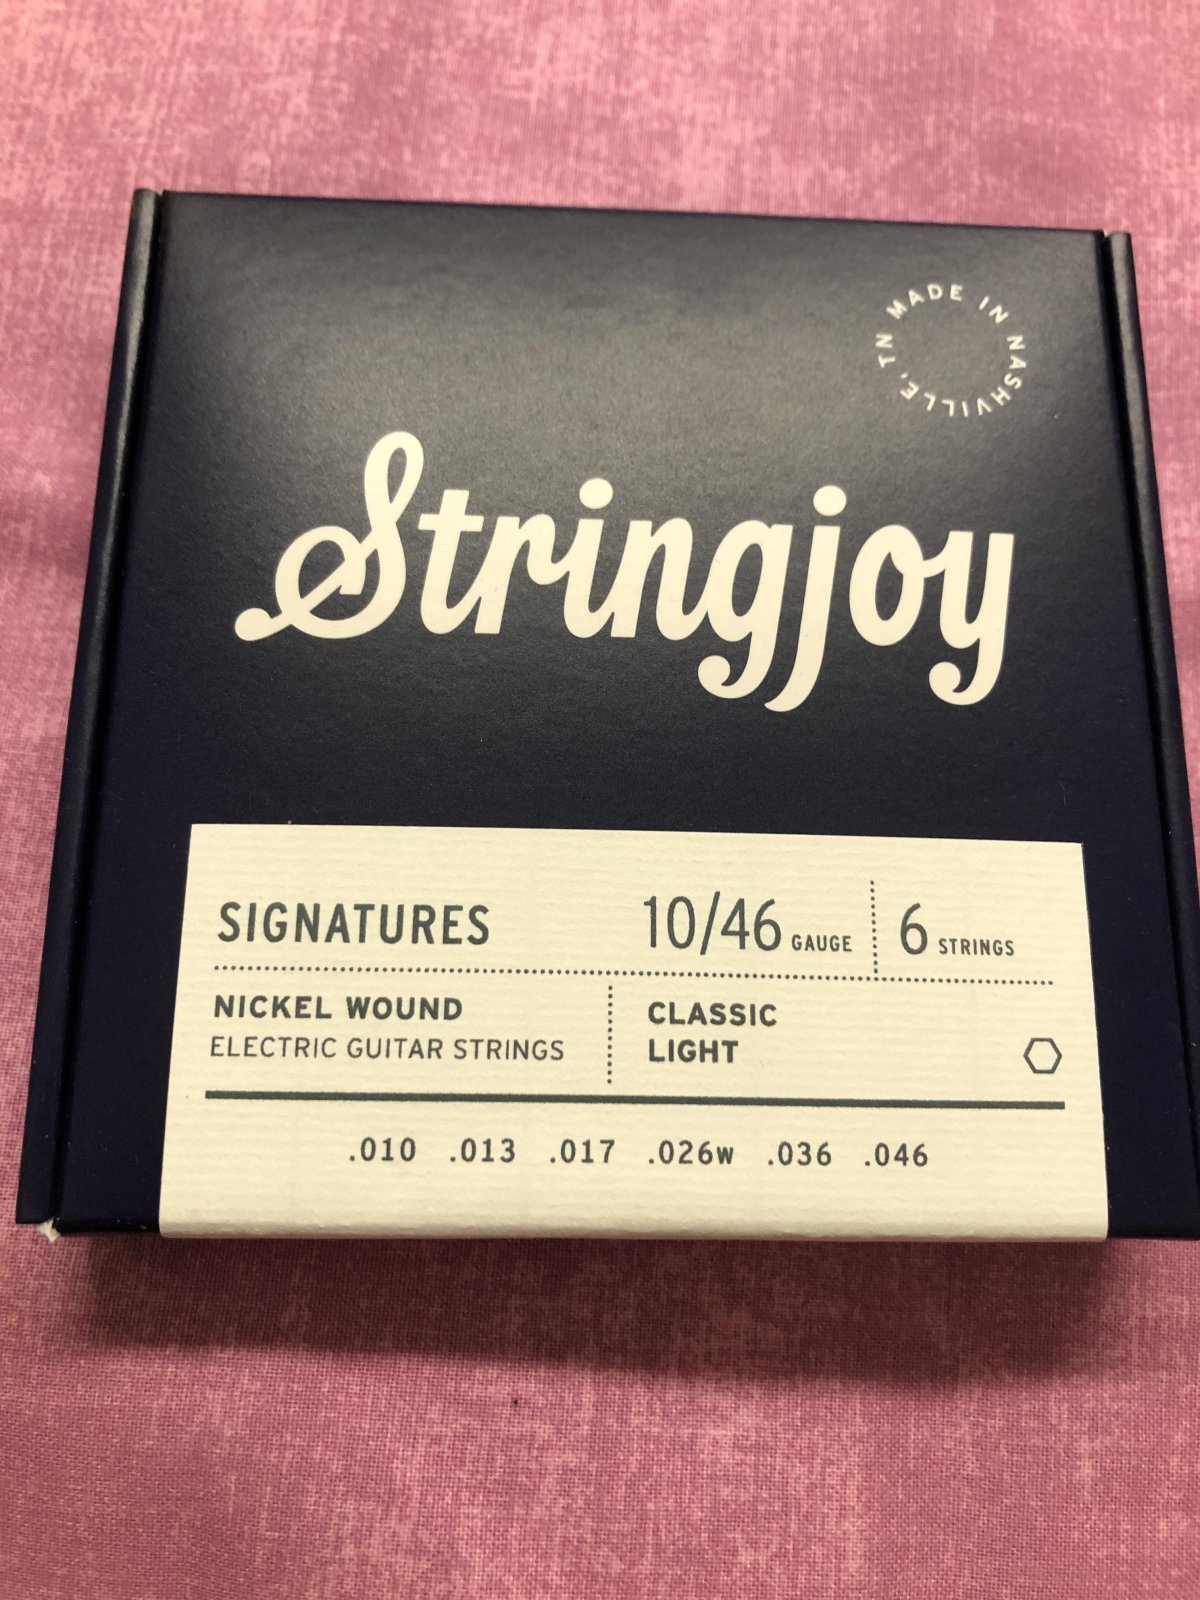 MADE IN NASHVILLE, TN
Stringjoy
SIGNATURES 10/46 GAUGE 6 STRINGS
NICKEL WOUND
ELECTRIC GUITAR STRINGS
CLASSIC
LIGHT
.010 .013 .017 .026w .036 .046